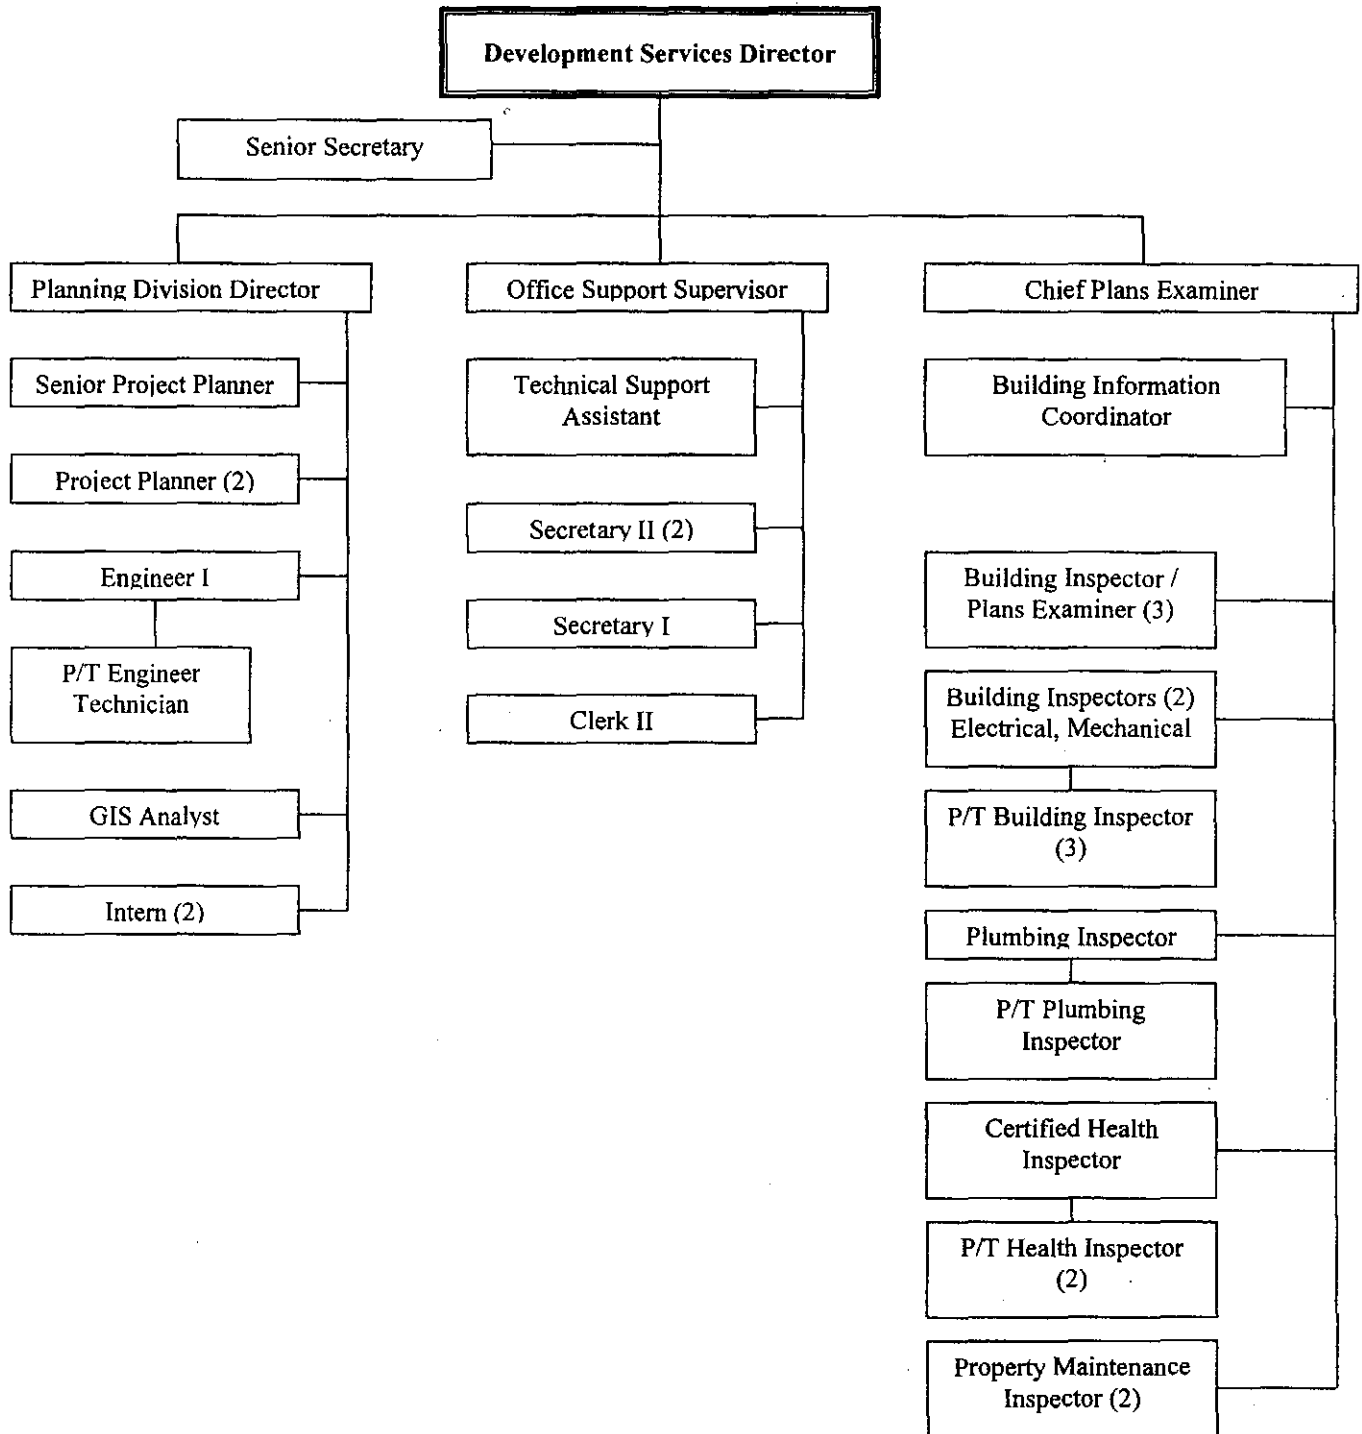 Development Services Director
Senior Secretary
Planning Division Director
Senior Project Planner
Project Planner (2)
Engineer I
P/T Engineer
Technician
GIS Analyst
Intern (2)
Office Support Supervisor
Technical Support
Assistant
Secretary II (2)
Secretary I
Clerk II
Chief Plans Examiner
Building Information
Coordinator
Building Inspector /
Plans Examiner (3)
Building Inspectors (2)
Electrical, Mechanical
P/T Building Inspector
(3)
Plumbing Inspector
P/T Plumbing
Inspector
Certified Health
Inspector
P/T Health Inspector
(2)
Property Maintenance
Inspector (2)